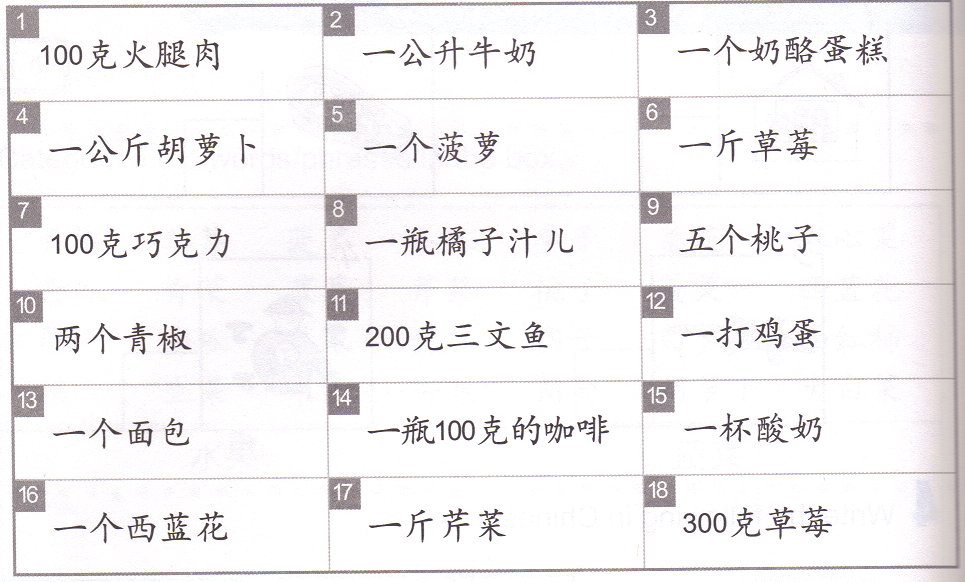 1
100克火腿肉
2
一公升牛奶
3
一个奶酪蛋糕
4
一公斤胡萝卜
5
一个菠萝
6
一斤草莓
7
100克巧克力
8
一瓶橘子汁儿
9
五个桃子
10
两个青椒
11
200克三文鱼
12
一打鸡蛋
13
一个面包
14
一瓶100克的咖啡
15
一杯酸奶
16
一个西蓝花
17
一斤芹菜
18
300克草莓